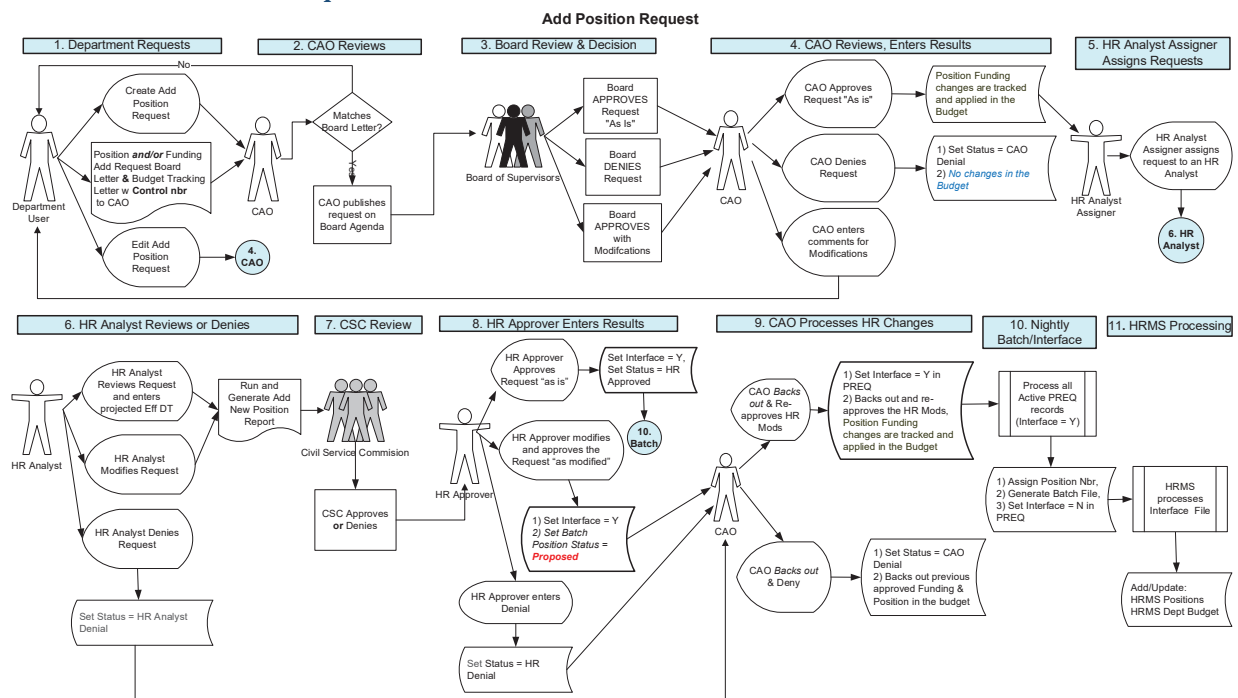 Add Position Request
1. Department Requests
2. CAO Reviews
3. Board Review & Decision
4. CAO Reviews, Enters Results
5. HR Analyst Assigner
Assigns Requests
No
Create Add
Position
Request
Position and/or Funding
Add Request Board
Letter & Budget Tracking
Letter w Control nbr
to CAO
Edit Add
Position
Request
Department
User
4.
CAO
CAO
Matches
Board Letter?
Yes
CAO publishes
request on
Board Agenda
Board of Supervisors
Board
APPROVES
Request
"As Is"
Board
DENIES
Request
Board
APPROVES
with
Modifcations
CAO
CAO Approves
Request "As is"
CAO Denies
Request
CAO enters
comments for
Modifications
Position Funding
changes are tracked
and applied in the
Budget
1) Set Status = CAO
Denial
2) No changes in the
Budget
HR Analyst
Assigner
HR Analyst
Assigner assigns
request to an HR
Analyst
6. HR
Analyst
6. HR Analyst Reviews or Denies
7. CSC Review
8. HR Approver Enters Results
9. CAO Processes HR Changes
10. Nightly
Batch/Interface
11. HRMS Processing
HR Analyst
HR Analyst
Reviews Request
and enters
projected Eff DT
HR Analyst
Modifies Request
HR Analyst Denies
Request
Set Status = HR Analyst
Denial
Run and
Generate Add
New Position
Report
Civil Service Commision
CSC Approves
or Denies
HR Approver
HR Approver
Approves
Request "as is"
Set Interface = Y,
Set Status = HR
Approved
10.
Batch
HR Approver modifies
and approves the
Request "as modified"
1) Set Interface = Y
2) Set Batch
Position Status =
Proposed
HR Approver enters
Denial
Set Status = HR
Denial
CAO
CAO Backs
out & Re-
approves HR
Mods
1) Set Interface = Y in
PREQ
2) Backs out and re-
approves the HR Mods,
Position Funding
changes are tracked and
applied in the Budget
CAO Backs out
& Deny
1) Set Status = CAO
Denial
2) Backs out previous
approved Funding &
Position in the budget
Process all
Active PREQ
records
(Interface = Y)
1) Assign Position Nbr,
2) Generate Batch File,
3) Set Interface = N in
PREQ
HRMS
processes
Interface File
Add/Update:
HRMS Positions
HRMS Dept Budget